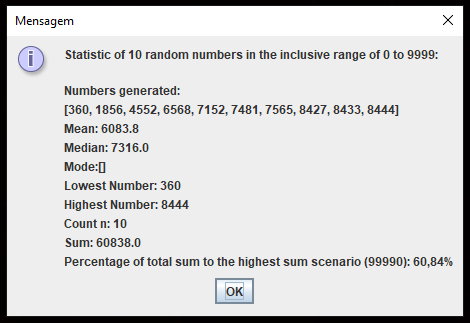 Mensagem
Statistic of 10 random numbers in the inclusive range of 0 to 9999:
Numbers generated:
[360, 1856, 4552, 6568, 7152, 7481, 7565, 8427, 8433, 8444]
Mean: 6083.8
Median: 7316.0
Mode:[]
Lowest Number: 360
Highest Number: 8444
Count n: 10
Sum: 60838.0
Percentage of total sum to the highest sum scenario (99990): 60,84%
OK